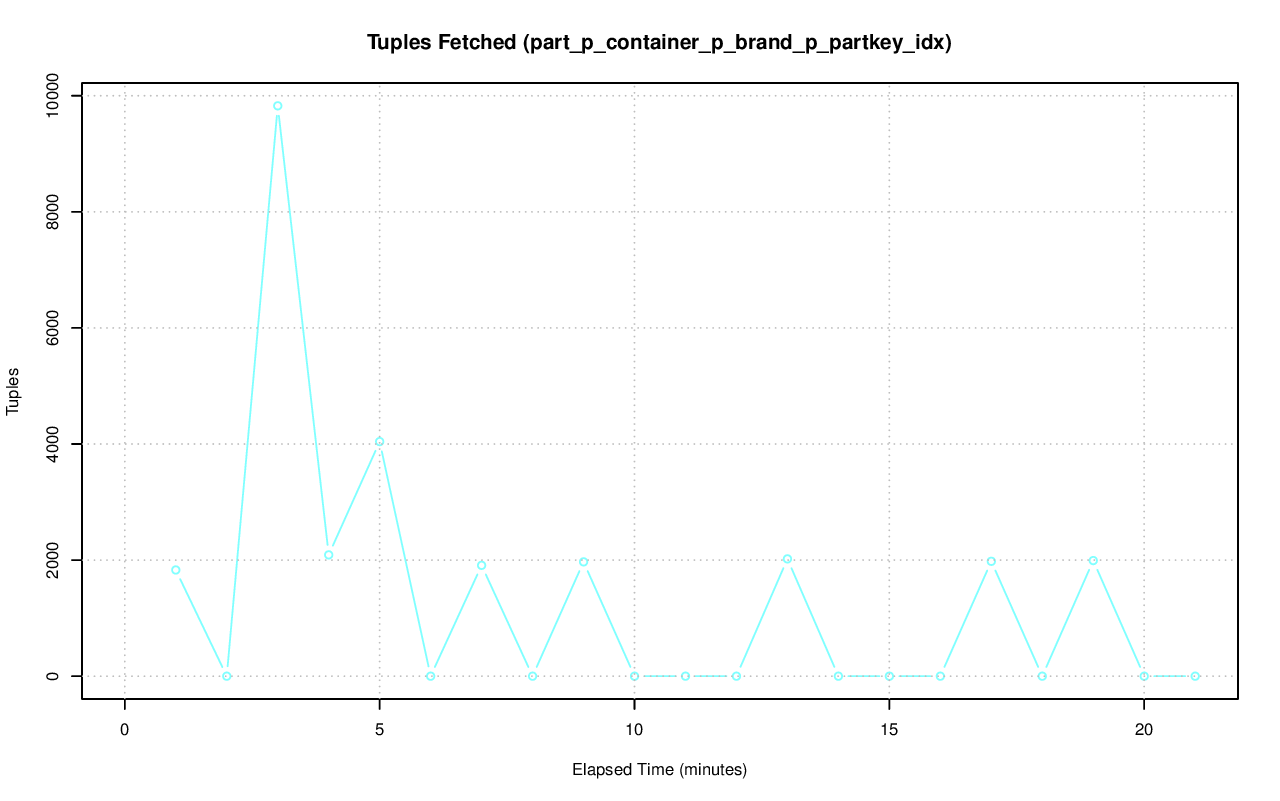 Tuples Fetched (part_p_container_p_brand_p_partkey_idx)
10000
8000
6000
4000
2000
0
Tuples
0 5 10 15 20
Elapsed Time (minutes)